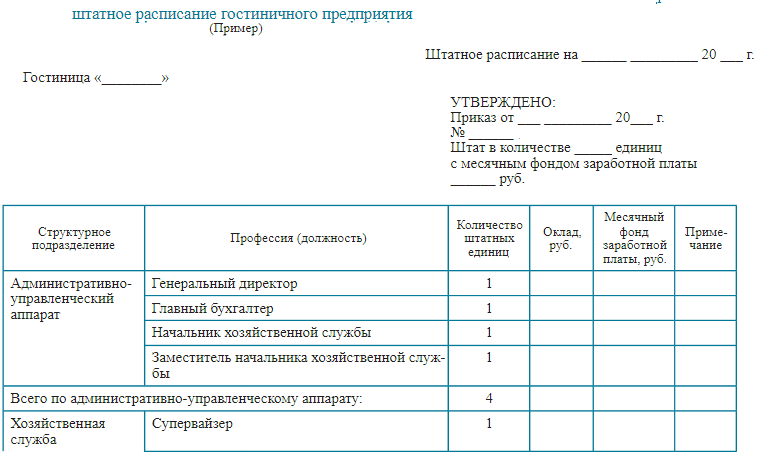 штатное расписание гостиничного предприятия
(Пример)
Штатное расписание на ______ _________ 20 ___ г.
Гостиница «________»
УТВЕРЖДЕНО:
Приказ от ___ _________ 20___ г.
№ ______ .
Штат в количестве _____ единиц
с месячным фондом заработной платы
______ руб.
Структурное
подразделение
Профессия (должность)
Количество
штатных
единиц
Оклад,
руб.
Месячный
фонд
заработной
платы, руб.
Приме-
чание
Административно-
управленческий
аппарат
Генеральный директор
1
Главный бухгалтер
1
Начальник хозяйственной службы
1
Заместитель начальника хозяйственной служ-
бы
1
Всего по административно-управленческому аппарату:
4
Хозяйственная
служба
Супервайзер
1